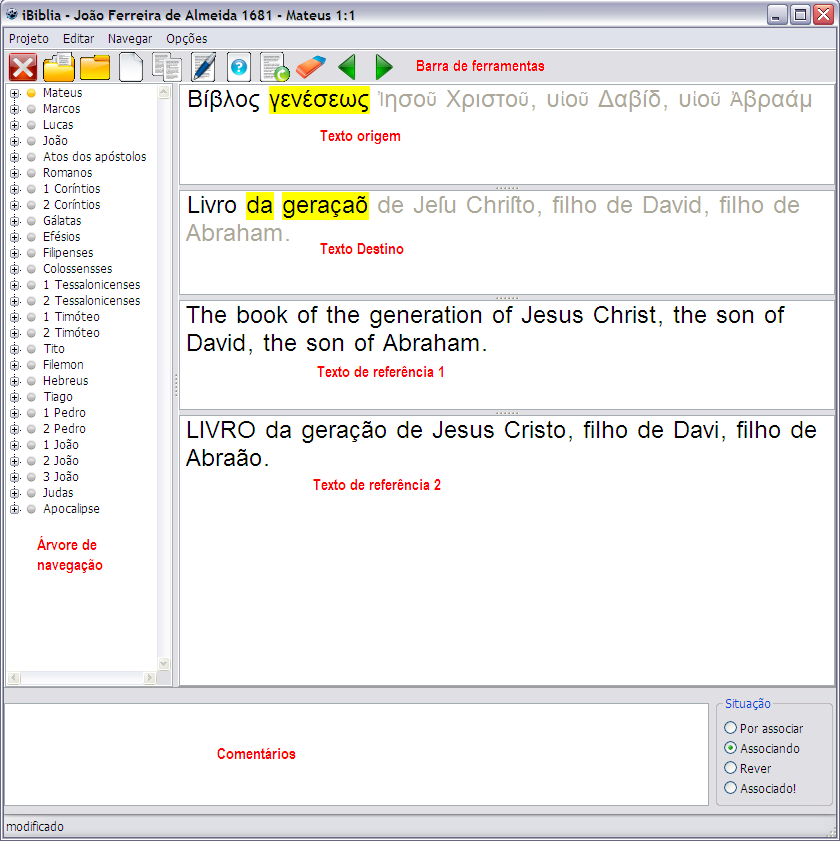 iBiblia - João Ferreira de Almeida 1681 - Mateus 1:1
Projeto Editar Navegar Opções
Barra de ferramentas
Mateus
Marcos
Lucas
João
Atos dos apóstolos
Romanos
1 Coríntios
2 Coríntios
Gálatas
Efésios
Filipenses
Colossensses
1 Tessalonicenses
2 Tessalonicenses
1 Timóteo
2 Timóteo
Tito
Filemon
Hebreus
Tiago
1 Pedro
2 Pedro
1 João
2 João
3 João
Judas
Apocalipse
Árvore de
navegação
Βίβλος γενέσεως Ἰησοῦ Χριστοῦ, υἱοῦ Δαβίδ, υἱοῦ Ἀβραάμ
Texto origem
Livro da geraçaõ de Jeſu Chriſto, filho de David, filho de
Abraham.
Texto Destino
The book of the generation of Jesus Christ, the son of
David, the son of Abraham.
Texto de referência 1
LIVRO da geração de Jesus Cristo, filho de Davi, filho de
Abraão.
Texto de referência 2
Comentários
Situação
Por associar
Associando
Rever
Associado!
modificado